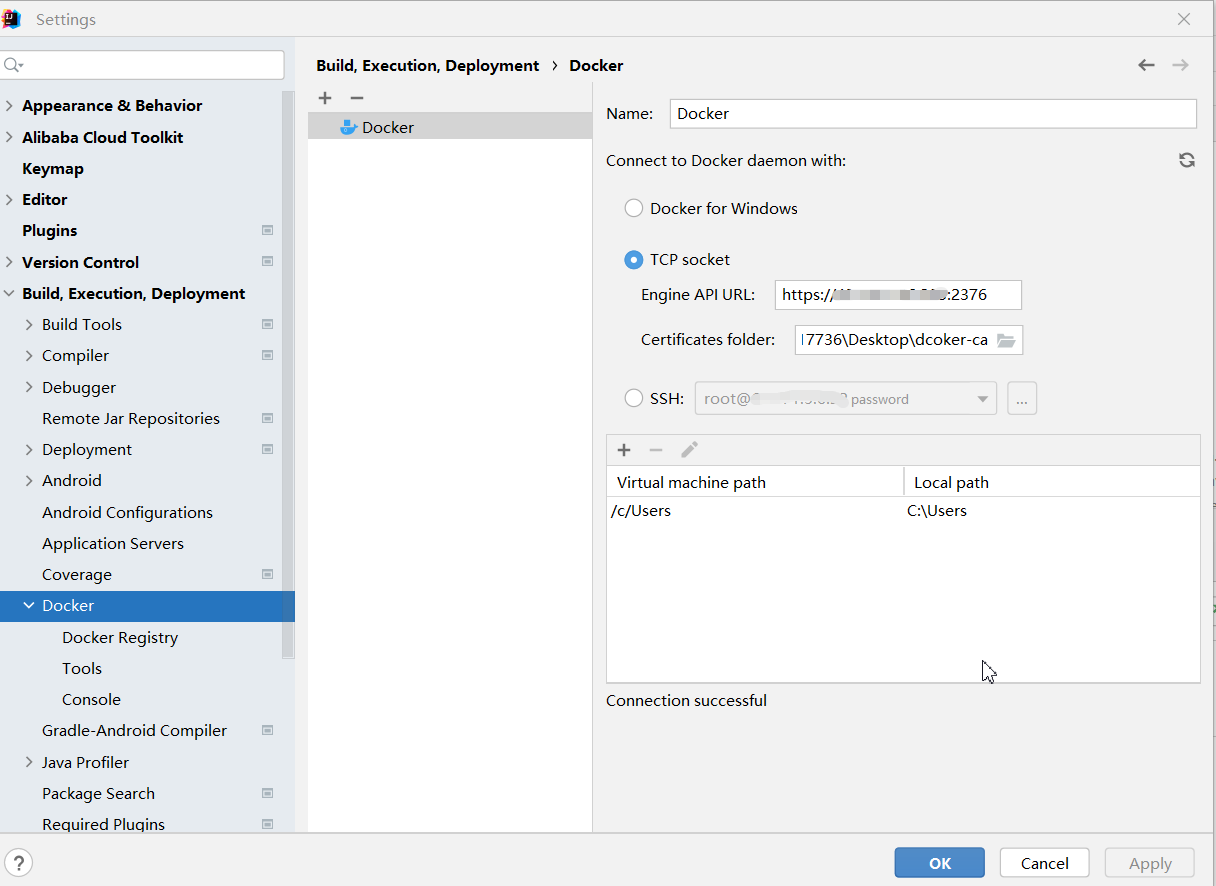 Settings
Appearance & Behavior
Alibaba Cloud Toolkit
Keymap
Editor
Plugins
Version Control
Build, Execution, Deployment
Build Tools
Compiler
Debugger
Remote Jar Repositories
Deployment
Android
Android Configurations
Application Servers
Coverage
Docker
Docker Registry
Tools
Console
Gradle-Android Compiler
Java Profiler
Package Search
Required Plugins
Build, Execution, Deployment › Docker
Docker
Name: Docker
Connect to Docker daemon with:
Docker for Windows
TCP socket
Engine API URL: https:// :2376
Certificates folder: 17736\Desktop\dcoker-ca
SSH: root@ password ...
Virtual machine path Local path
/c/Users C:\Users
Connection successful
? OK Cancel Apply